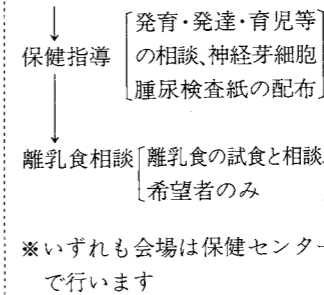 発育・発達・育児等
保健指導 の相談、神経芽細胞
腫尿検査紙の配布
離乳食相談 離乳食の試食と相談、
希望者のみ
※いずれも会場は保健センター
で行います